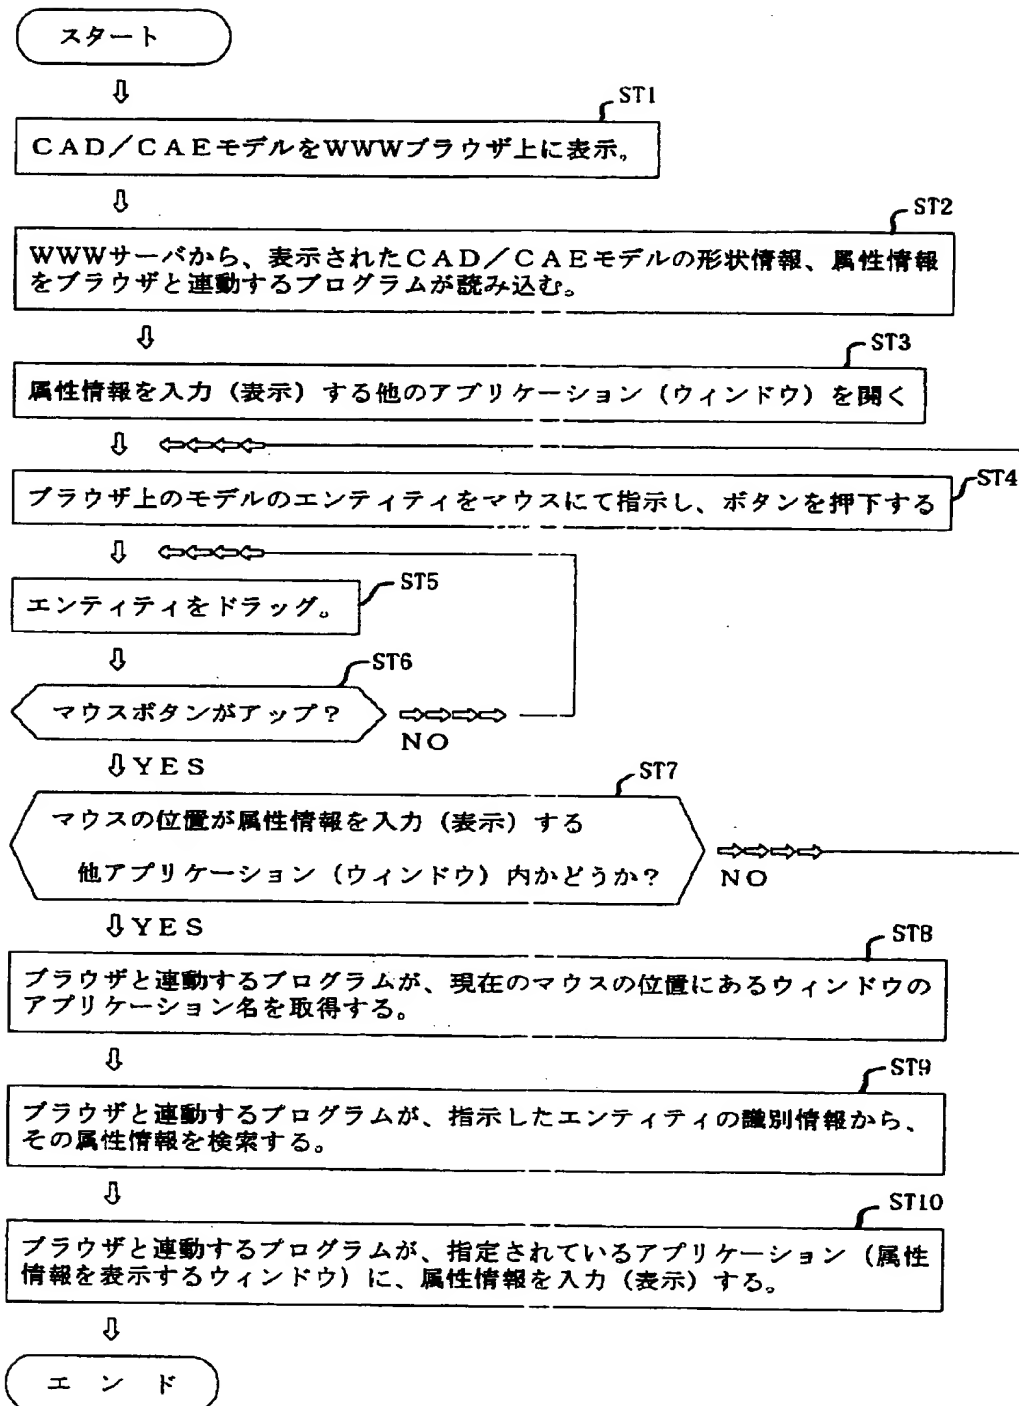 スタート
ST1
CAD/CAEモデルをWWWブラウザ上に表示。
ST2
WWWサーバから、表示されたCAD/CAEモデルの形状情報、属性情報
をブラウザと連動するプログラムが読み込む。
ST3
属性情報を入力(表示)する他のアプリケーション(ウィンドウ)を開く
ST4
ブラウザ上のモデルのエンティティをマウスにて指示し、ボタンを押下する
ST5
エンティティをドラッグ。
ST6
マウスボタンがアップ?
NO
YES
ST7
マウスの位置が属性情報を入力(表示)する
他アプリケーション(ウィンドウ)内かどうか?
NO
YES
ST8
ブラウザと連動するプログラムが、現在のマウスの位置にあるウィンドウの
アプリケーション名を取得する。
ST9
ブラウザと連動するプログラムが、指示したエンティティの識別情報から、
その属性情報を検索する。
ST10
ブラウザと連動するプログラムが、指定されているアプリケーション(属性
情報を表示するウィンドウ)に、属性情報を入力(表示)する。
エンド